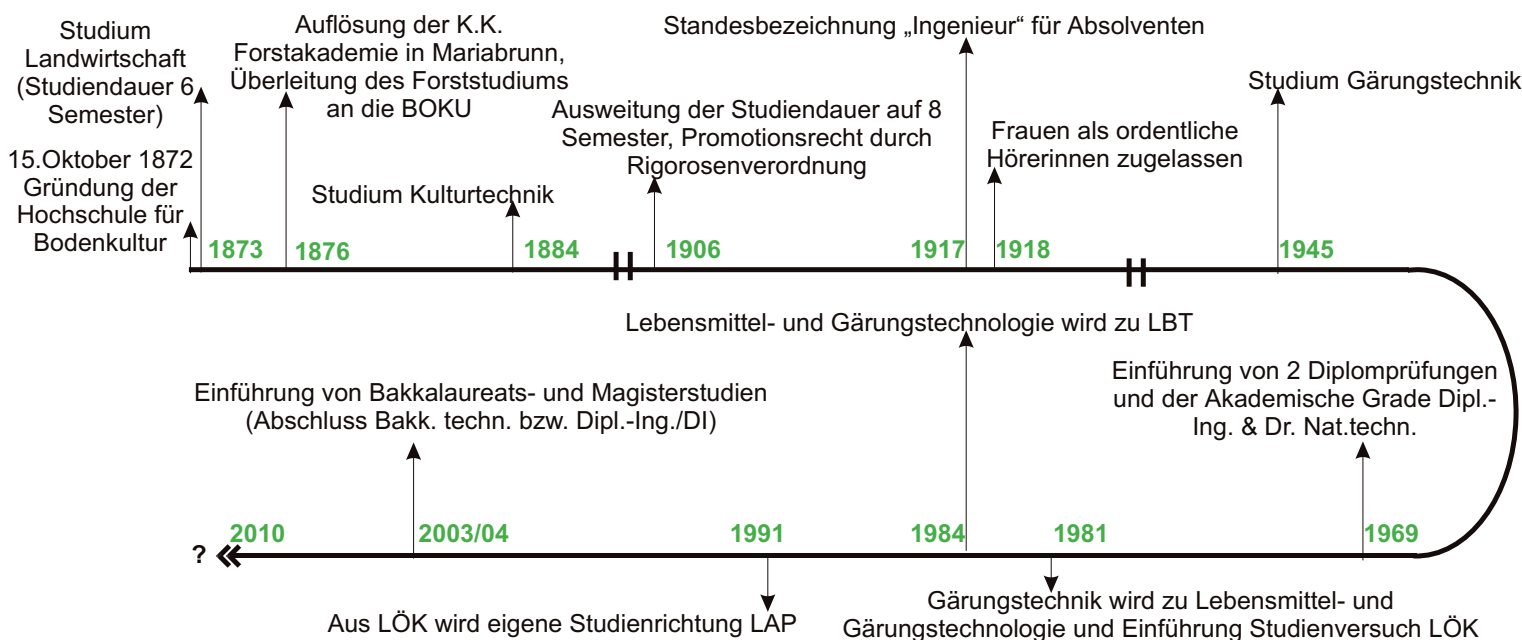 Studium
Landwirtschaft
(Studiendauer 6
Semester)
15.Oktober 1872
Gründung der
Hochschule für
Bodenkultur
1873
Auflösung der K.K.
Forstakademie in Mariabrunn,
Überleitung des Forststudiums
an die BOKU
1876
Studium Kulturtechnik
1884
Ausweitung der Studiendauer auf 8
Semester, Promotionsrecht durch
Rigorosenverordnung
1906
Standesbezeichnung „Ingenieur“ für Absolventen
1917
Frauen als ordentliche
Hörerinnen zugelassen
1918
Studium Gärungstechnik
1945
Einführung von 2 Diplomprüfungen
und der Akademische Grade Dipl.-
Ing. & Dr. Nat.techn.
1969
1981
Gärungstechnik wird zu Lebensmittel- und
Gärungstechnologie und Einführung Studienversuch LÖK
Lebensmittel- und Gärungstechnologie wird zu LBT
1984
1991
Aus LÖK wird eigene Studienrichtung LAP
Einführung von Bakkalaureats- und Magisterstudien
(Abschluss Bakk. techn. bzw. Dipl.-Ing./DI)
2003/04
2010
?